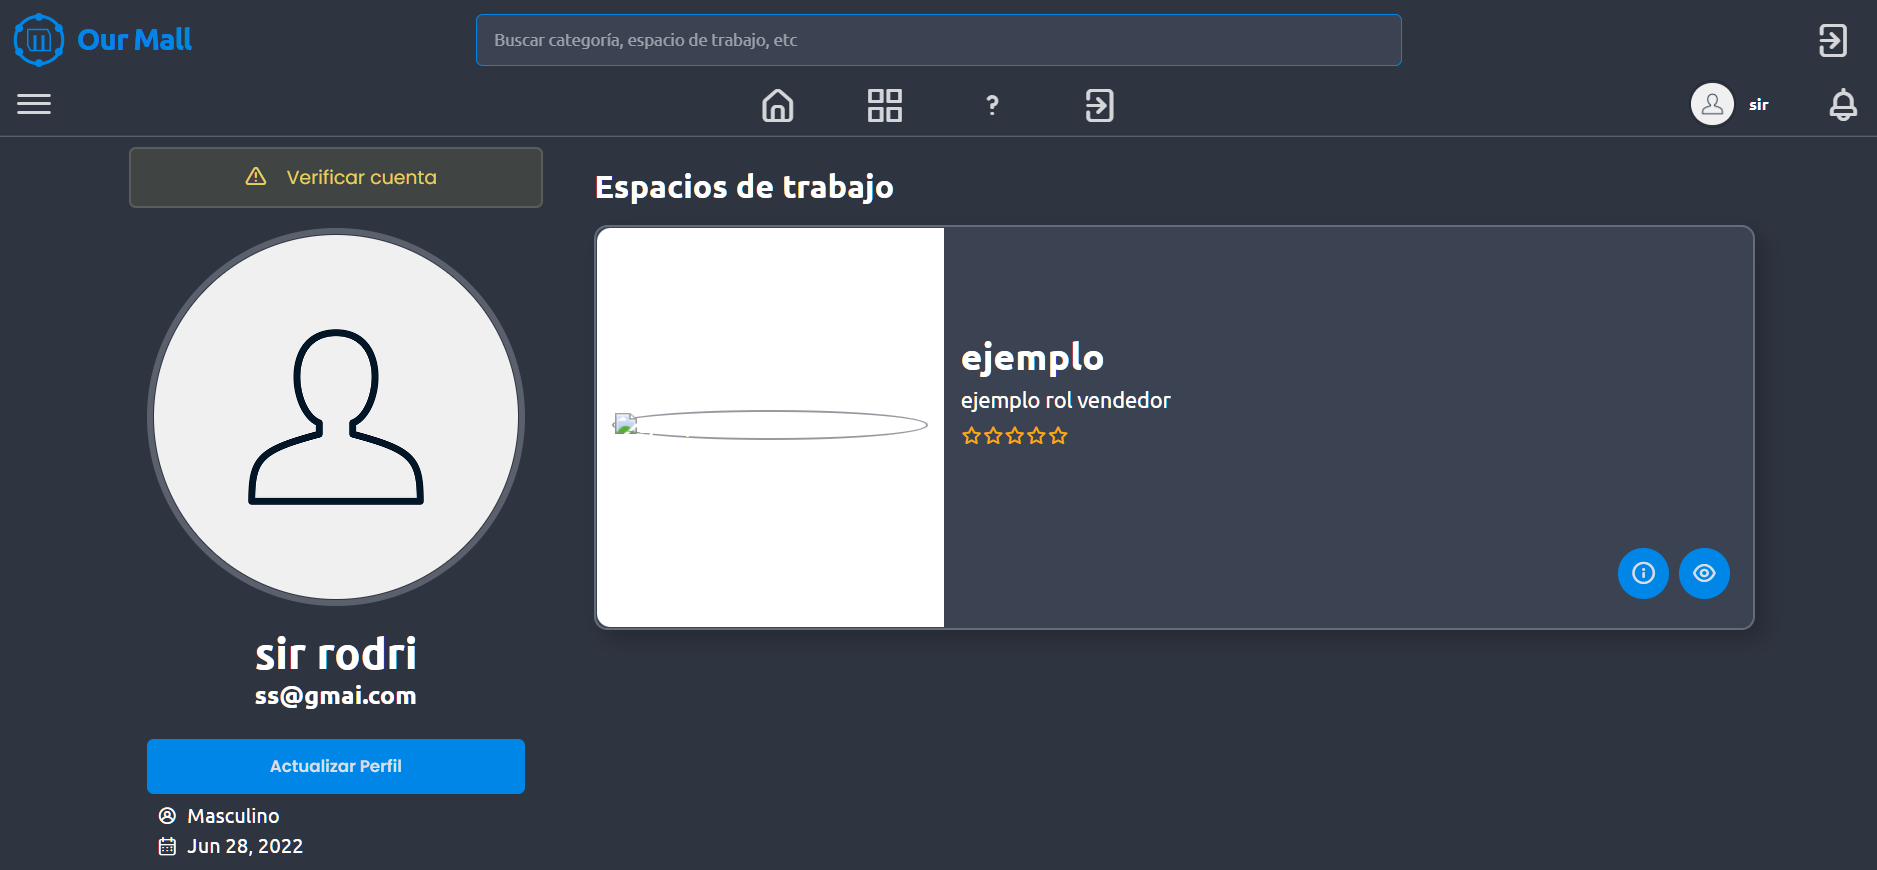 Our Mall
Buscar categoría, espacio de trabajo, etc
?
sir
Verificar cuenta
Espacios de trabajo
ejemplo
ejemplo rol vendedor
sir rodri
ss@gmai.com
Actualizar Perfil
Masculino
Jun 28, 2022